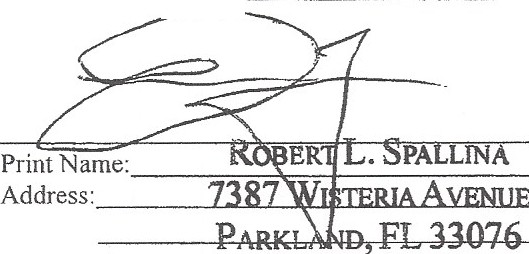 Print Name: ROBERT L. SPALLINA
Address: 7387 WISTERIA AVENUE
PARKLAND, FL 33076